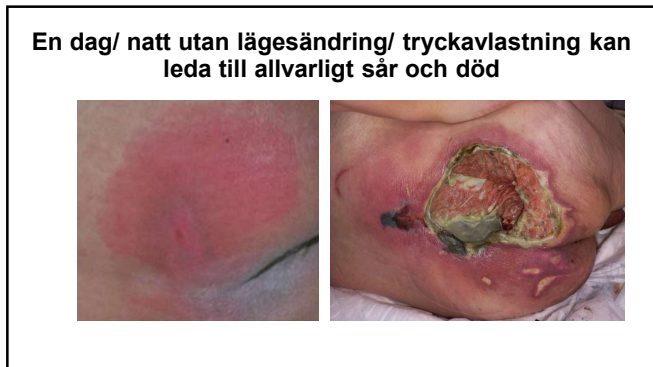 En dag/ natt utan lägesändring/ tryckavlastning kan
leda till allvarligt sår och död